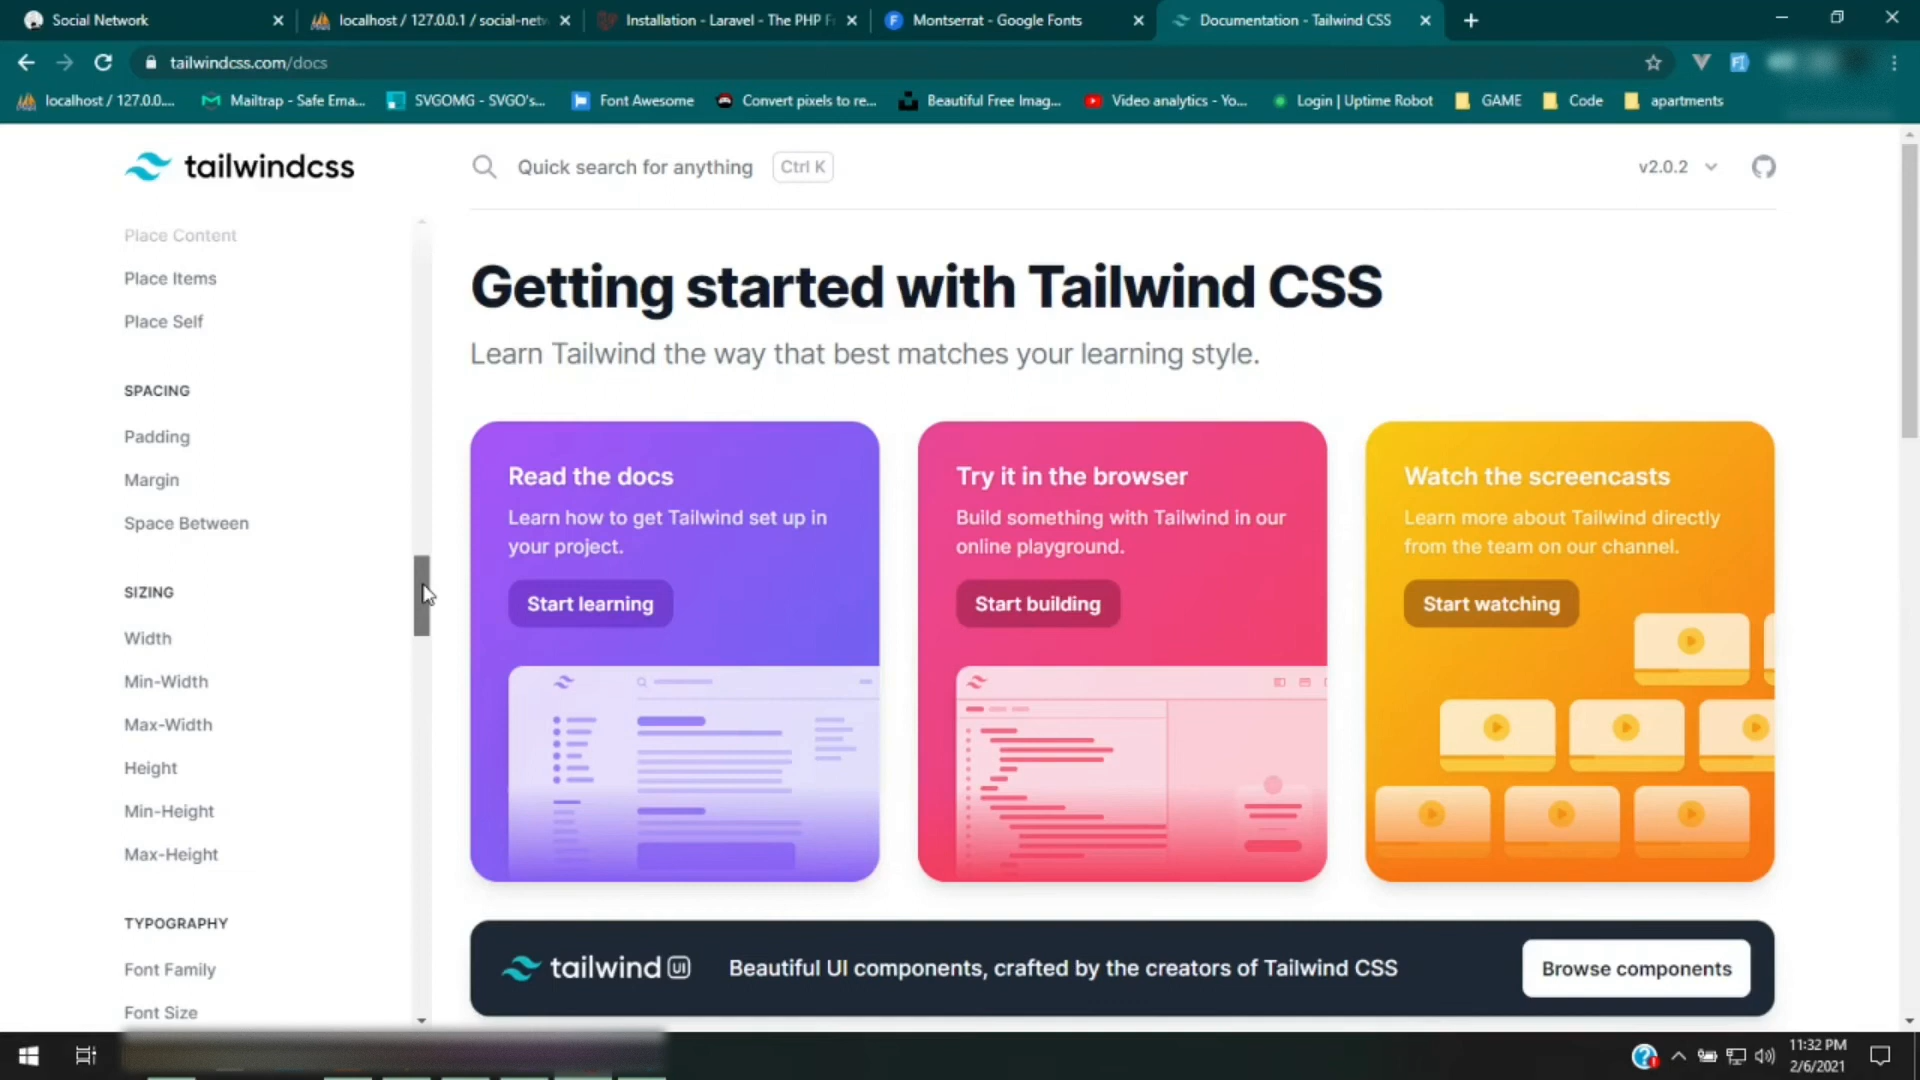 Social Network
localhost / 127.0.0.1 / social-netw
Installation - Laravel - The PHP F
Montserrat - Google Fonts
Documentation - Tailwind CSS
tailwindcss.com/docs
localhost / 127.0.0....
Mailtrap - Safe Ema...
SVGOMG - SVGO's...
Font Awesome
Convert pixels to re...
Beautiful Free Imag...
Video analytics - Yo...
Login | Uptime Robot
GAME
Code
apartments
tailwindcss
Quick search for anything
Ctrl K
v2.0.2
Place Content
Place Items
Place Self
SPACING
Padding
Margin
Space Between
SIZING
Width
Min-Width
Max-Width
Height
Min-Height
Max-Height
TYPOGRAPHY
Font Family
Font Size
Getting started with Tailwind CSS
Learn Tailwind the way that best matches your learning style.
Read the docs
Learn how to get Tailwind set up in
your project.
Start learning
Try it in the browser
Build something with Tailwind in our
online playground.
Start building
Watch the screencasts
Learn more about Tailwind directly
from the team on our channel.
Start watching
tailwind UI
Beautiful UI components, crafted by the creators of Tailwind CSS
Browse components
11:32 PM
2/6/2021